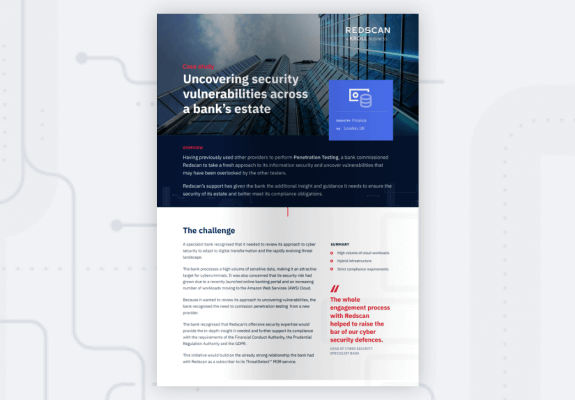 REDSCAN
A KROLL BUSINESS
Case study
Uncovering security
vulnerabilities across
a bank's estate
Industry: Finance
HQ: London, UK
OVERVIEW
Having previously used other providers to perform Penetration Testing, a bank commissioned
Redscan to take a fresh approach to its information security and uncover vulnerabilities that
may have been overlooked by the other testers.
Redscan's support has given the bank the additional insight and guidance it needs to ensure the
security of its estate and better meet its compliance obligations.
The challenge
A specialist bank recognised that it needed to review its approach to cyber
security to adapt to digital transformation and the rapidly evolving threat
landscape.
The bank processes a high volume of sensitive data, making it an attractive
target for cybercriminals. It was also concerned that its security risk had
grown due to a recently launched online banking portal and an increasing
number of workloads moving to the Amazon Web Services (AWS) Cloud.
Because it wanted to review its approach to uncovering vulnerabilities, the
bank recognised the need to commission penetration testing from a new
provider.
The bank recognised that Redscan's offensive security expertise would
provide the in-depth insight it needed and further support its compliance
with the requirements of the Financial Conduct Authority, the Prudential
Regulation Authority and the GDPR.
This initiative would build on the already strong relationship the bank had
with Redscan as a subscriber to its ThreatDetect™ MDR service.
SUMMARY
High volume of cloud workloads
Hybrid infrastructure
Strict compliance requirements
The whole
engagement process
with Redscan
helped to raise the
bar of our cyber
security defences.
HEAD OF CYBER SECURITY
SPECIALIST BANK